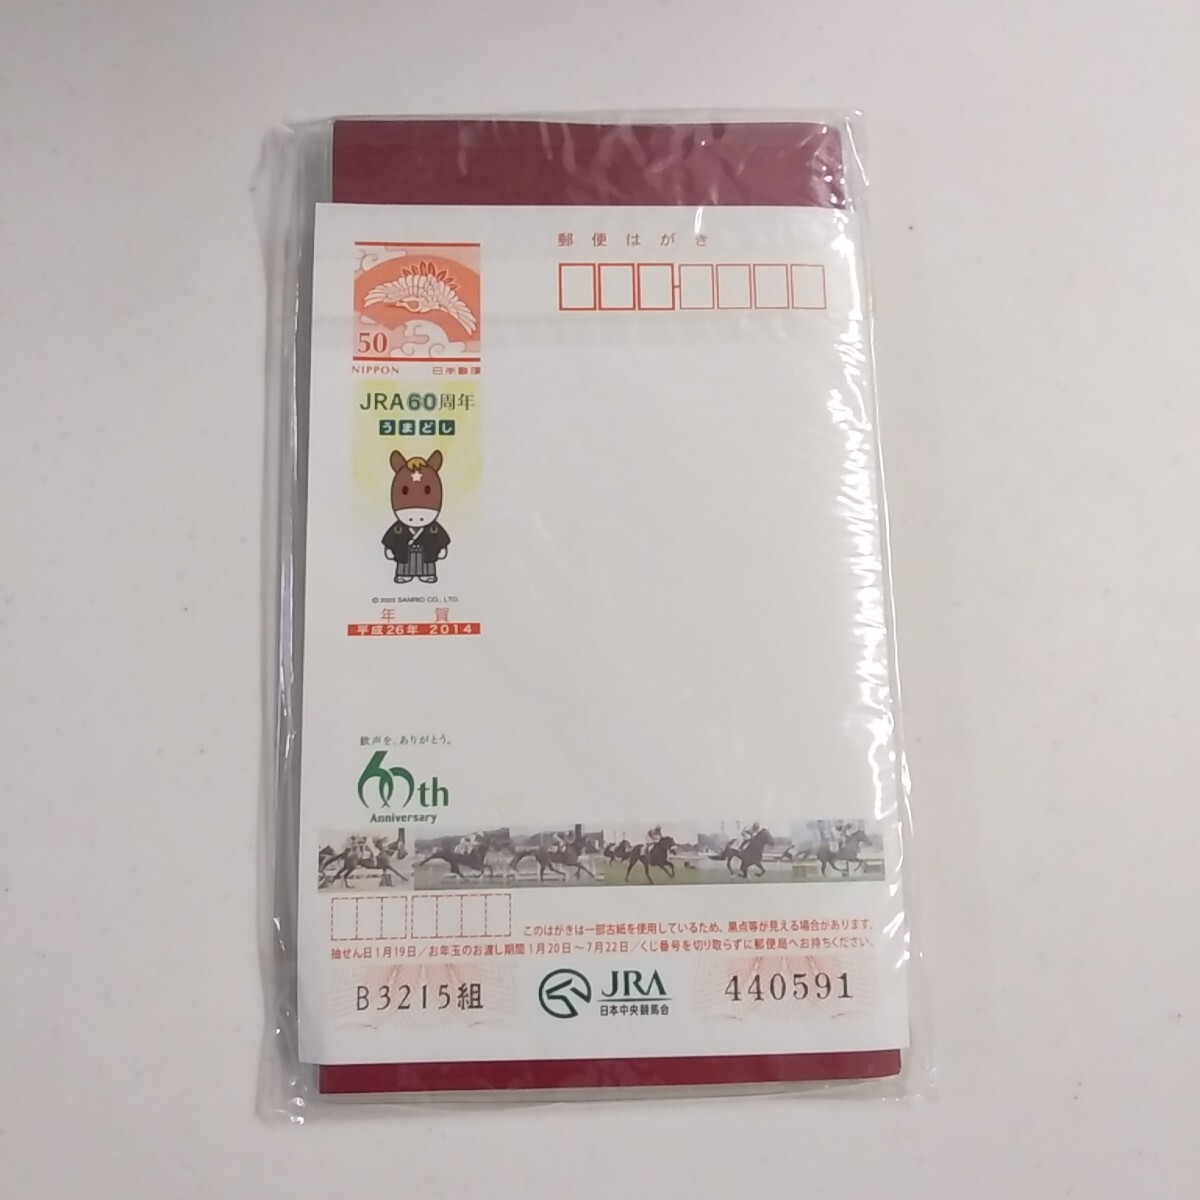 郵便はがき
50
NIPPON 日本郵便
JRA60周年
うまどし
© 2003 SANRIO CO., LTD.
年 賀
平成26年 2014
歓声を、ありがとう。
60th
Anniversary
このはがきは一部古紙を使用しているため、黒点等が見える場合があります。
抽せん日1月19日/お年玉のお渡し期間1月20日~7月22日/くじ番号を切り取らずに郵便局へお持ちください。
B3215組
JRA
日本中央競馬会
440591